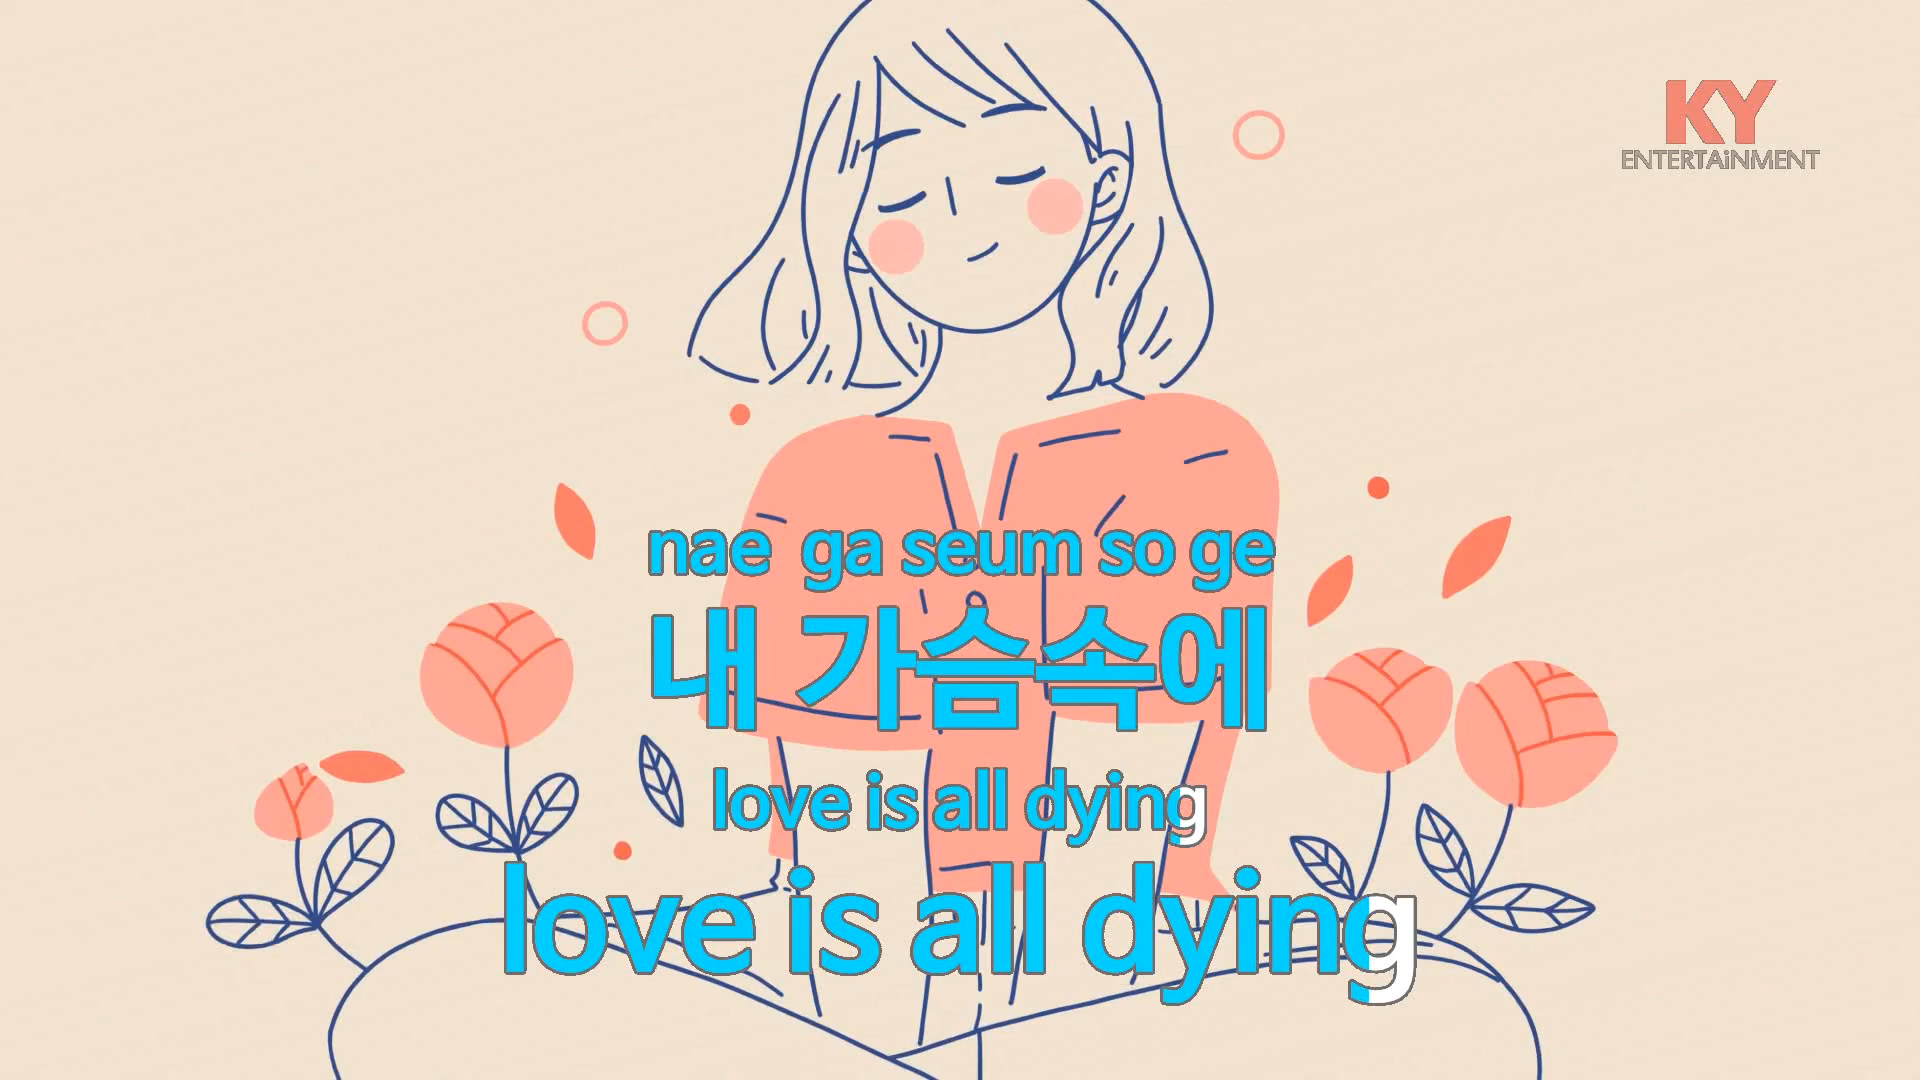 KY
ENTERTAiNMENT
nae ga seum so ge
내 가슴속에
love is all dying
love is all dying